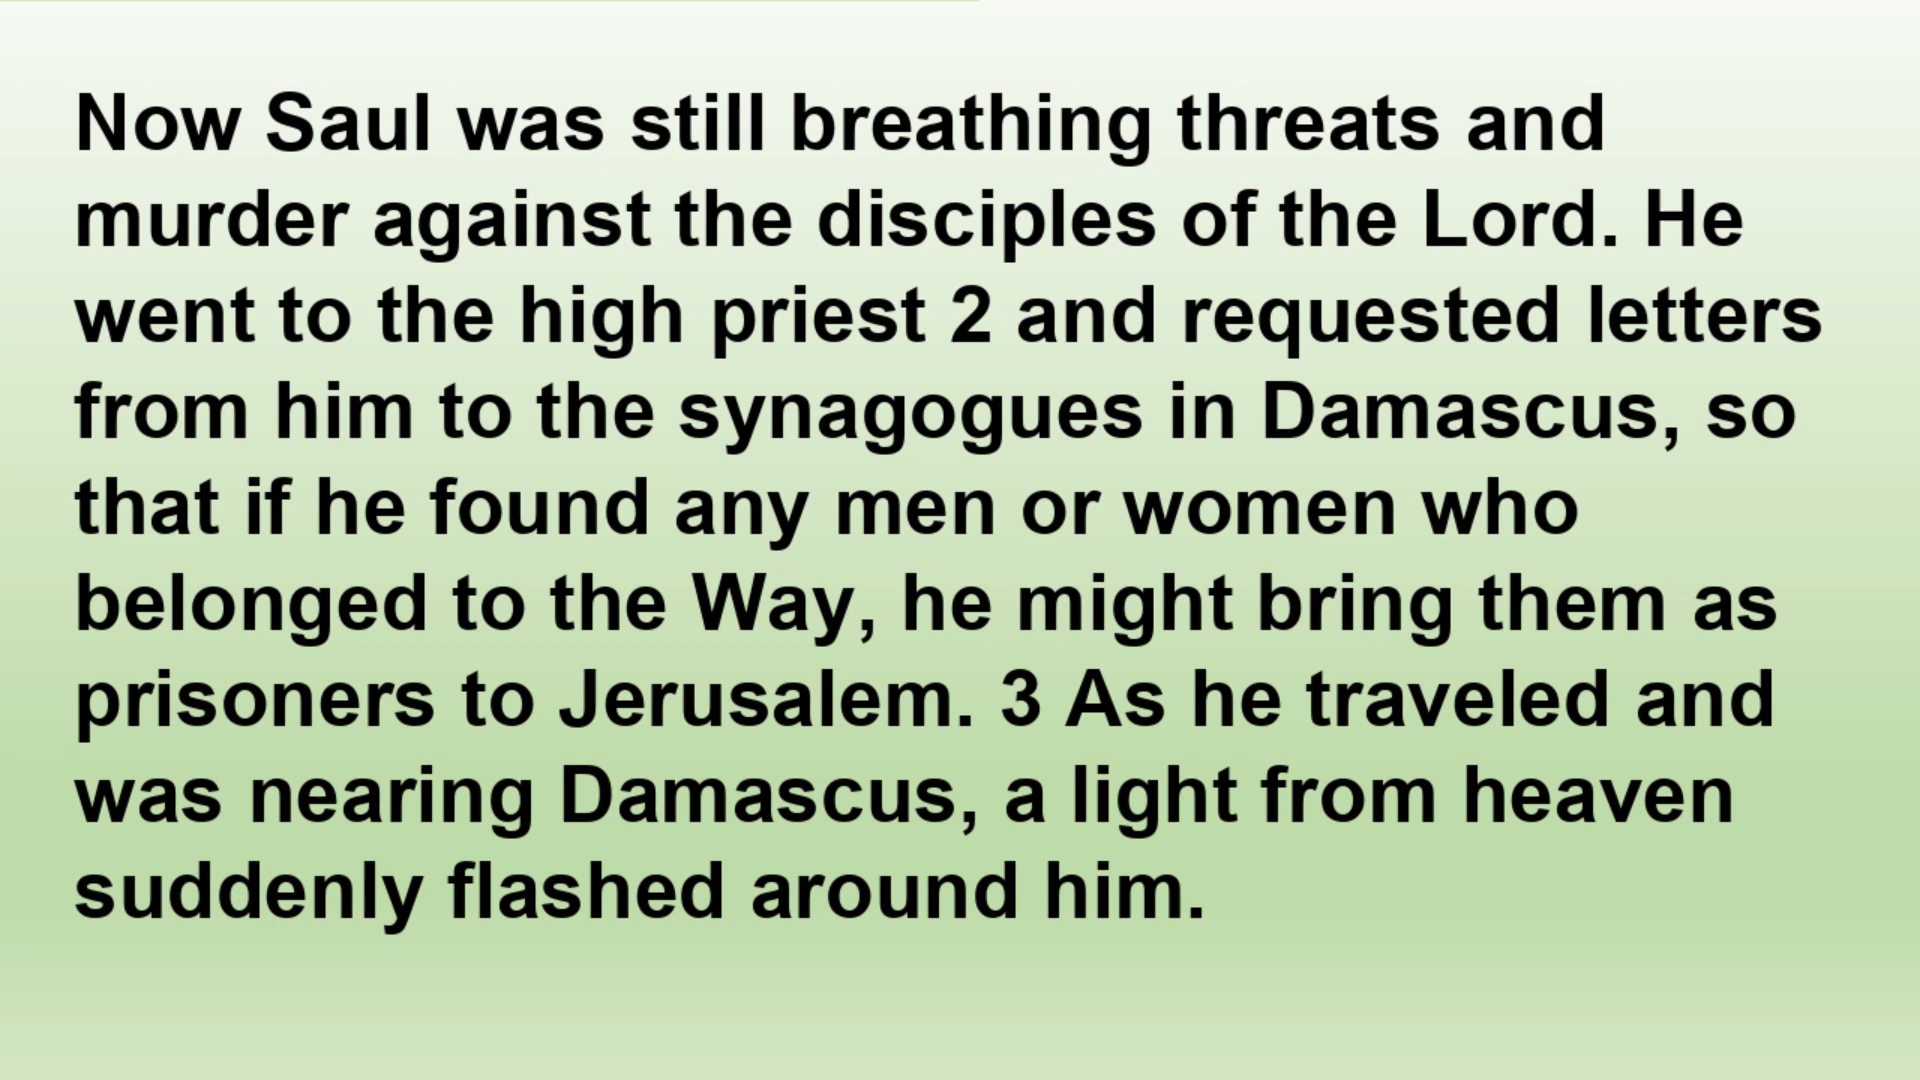 Now Saul was still breathing threats and
murder against the disciples of the Lord. He
went to the high priest 2 and requested letters
from him to the synagogues in Damascus, so
that if he found any men or women who
belonged to the Way, he might bring them as
prisoners to Jerusalem. 3 As he traveled and
was nearing Damascus, a light from heaven
suddenly flashed around him.